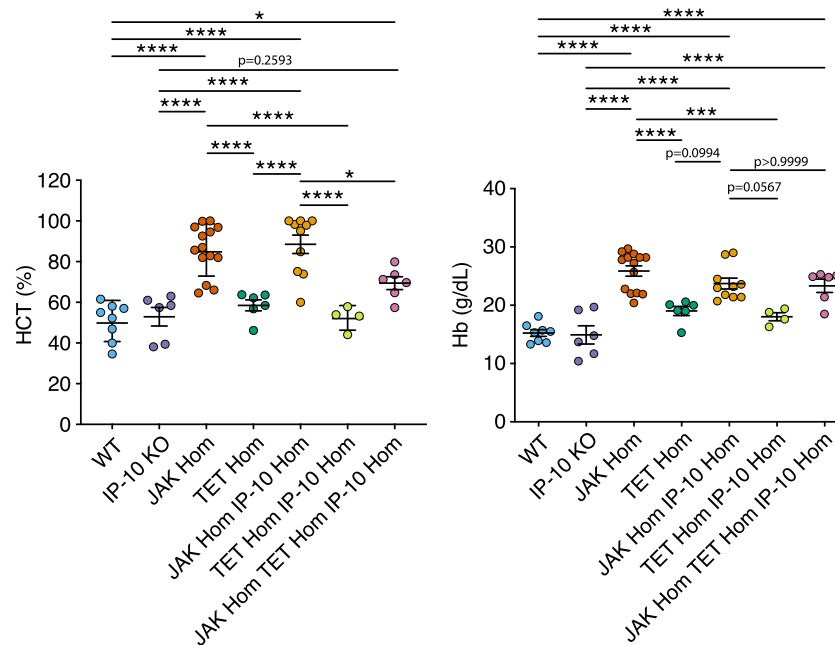 *
****
****
p=0.2593
****
****
****
****
****
*
****
120
100
80
60
40
20
0
HCT (%)
WT
IP-10 KO
JAK Hom
TET Hom
JAK Hom IP-10 Hom
TET Hom IP-10 Hom
JAK Hom TET Hom IP-10 Hom
****
****
****
****
****
****
***
****
p=0.0994
p>0.9999
p=0.0567
40
30
20
10
0
Hb (g/dL)
WT
IP-10 KO
JAK Hom
TET Hom
JAK Hom IP-10 Hom
TET Hom IP-10 Hom
JAK Hom TET Hom IP-10 Hom